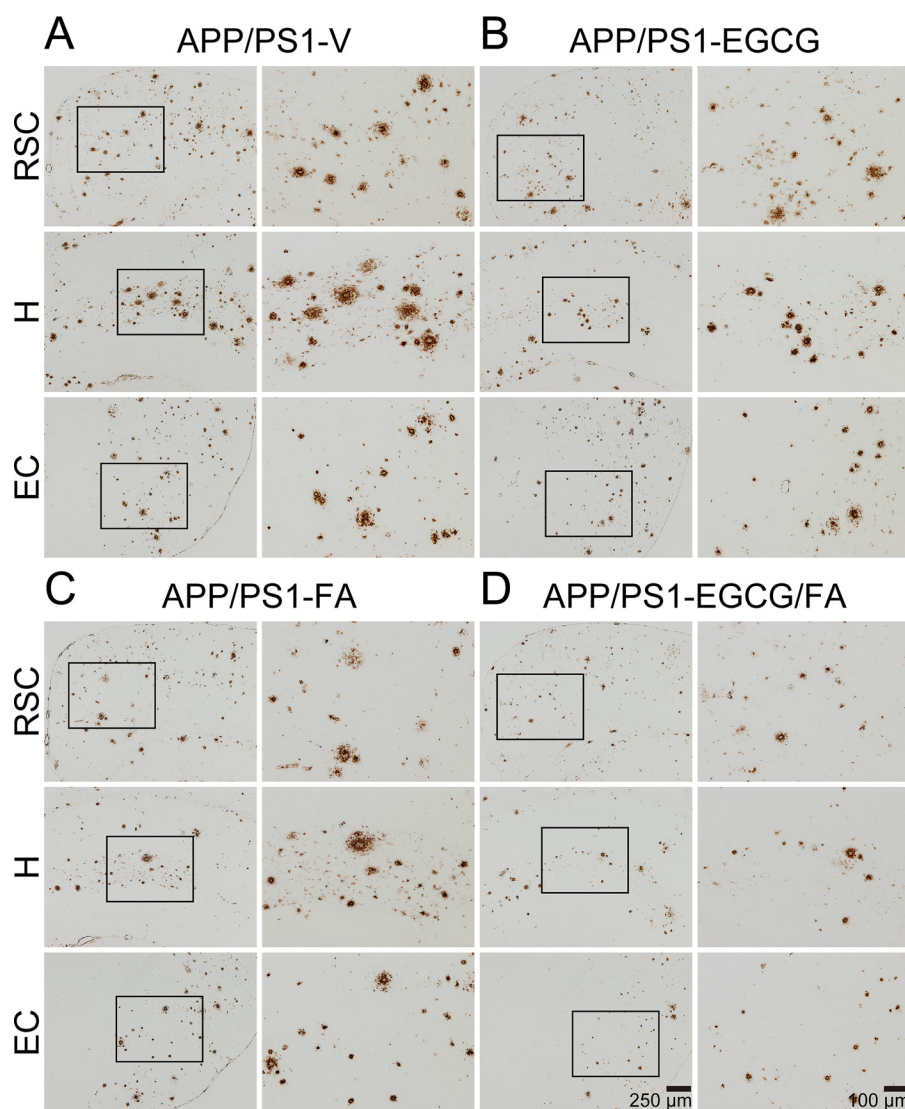 A APP/PS1-V
B APP/PS1-EGCG
RSC
H
EC
C APP/PS1-FA
D APP/PS1-EGCG/FA
RSC
H
EC
250 µm
100 µm